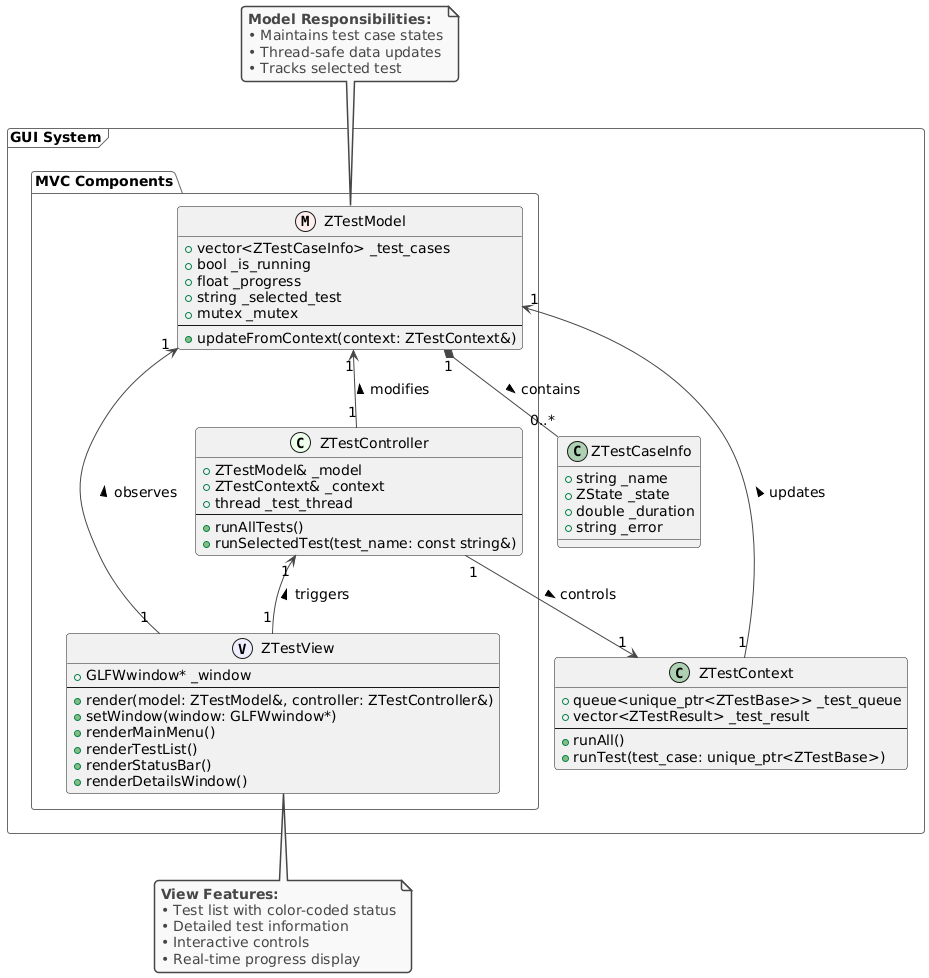 Model Responsibilities:
• Maintains test case states
• Thread-safe data updates
• Tracks selected test
GUI System
MVC Components
M ZTestModel
vector<ZTestCaseInfo> _test_cases
bool _is_running
float _progress
string _selected_test
mutex _mutex
updateFromContext(context: ZTestContext&)
1
1
1
1
modifies
contains
1
0..*
C ZTestController
ZTestModel& _model
ZTestContext& _context
thread _test_thread
runAllTests()
runSelectedTest(test_name: const string&)
C ZTestCaseInfo
string _name
ZState _state
double _duration
string _error
observes
updates
1
1
triggers
controls
1
1
1
1
V ZTestView
GLFWwindow* _window
render(model: ZTestModel&, controller: ZTestController&)
setWindow(window: GLFWwindow*)
renderMainMenu()
renderTestList()
renderStatusBar()
renderDetailsWindow()
C ZTestContext
queue<unique_ptr<ZTestBase>> _test_queue
vector<ZTestResult> _test_result
runAll()
runTest(test_case: unique_ptr<ZTestBase>)
View Features:
• Test list with color-coded status
• Detailed test information
• Interactive controls
• Real-time progress display